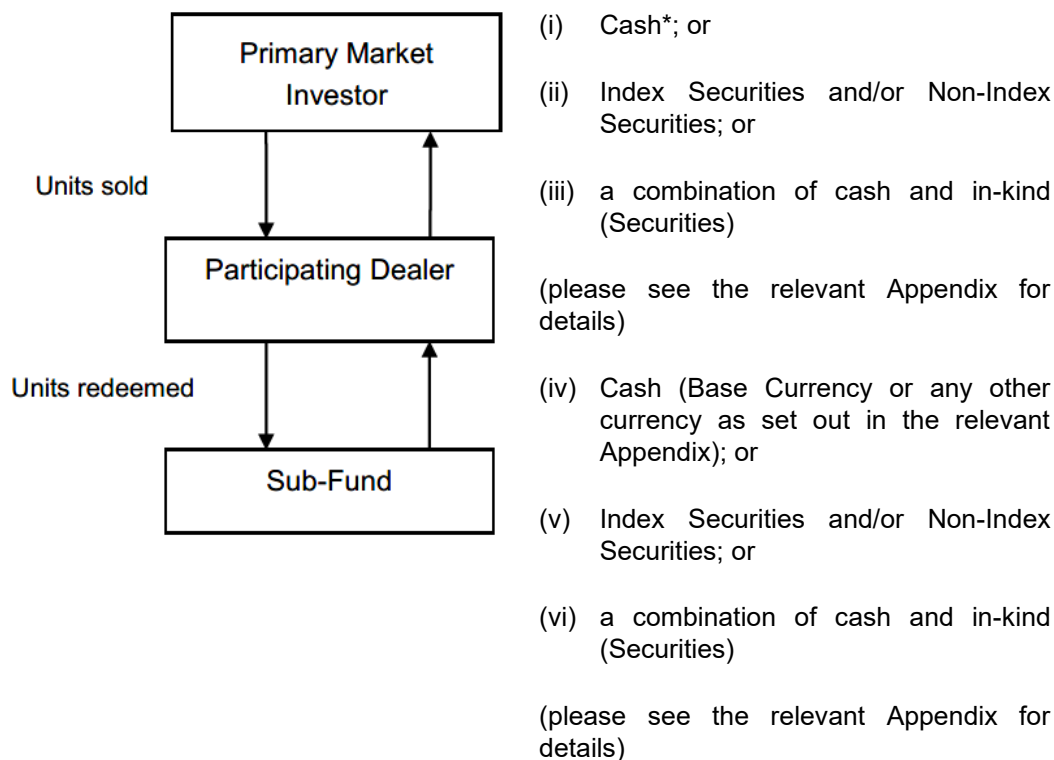 Primary Market
Investor
Units sold
Participating Dealer
Units redeemed
Sub-Fund
(i) Cash*; or
(ii) Index Securities and/or Non-Index
Securities; or
(iii) a combination of cash and in-kind
(Securities)
(please see the relevant Appendix for
details)
(iv) Cash (Base Currency or any other
currency as set out in the relevant
Appendix); or
(v) Index Securities and/or Non-Index
Securities; or
(vi) a combination of cash and in-kind
(Securities)
(please see the relevant Appendix for
details)